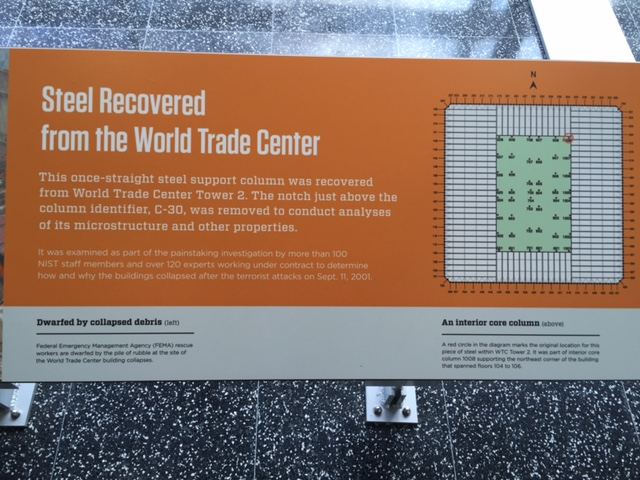 Steel Recovered
from the World Trade Center
This once-straight steel support column was recovered
from World Trade Center Tower 2. The notch just above the
column identifier, C-30, was removed to conduct analyses
of its microstructure and other properties.
It was examined as part of the painstaking investigation by more than 100
NIST staff members and over 120 experts working under contract to determine
how and why the buildings collapsed after the terrorist attacks on Sept. 11, 2001.
N
Dwarfed by collapsed debris (left)
Federal Emergency Management Agency (FEMA) rescue
workers are dwarfed by the pile of rubble at the site of
the World Trade Center building collapses.
An interior core column (above)
A red circle in the diagram marks the original location for this
piece of steel within WTC Tower 2. It was part of interior core
column 1008 supporting the northeast corner of the building
that spanned floors 104 to 106.